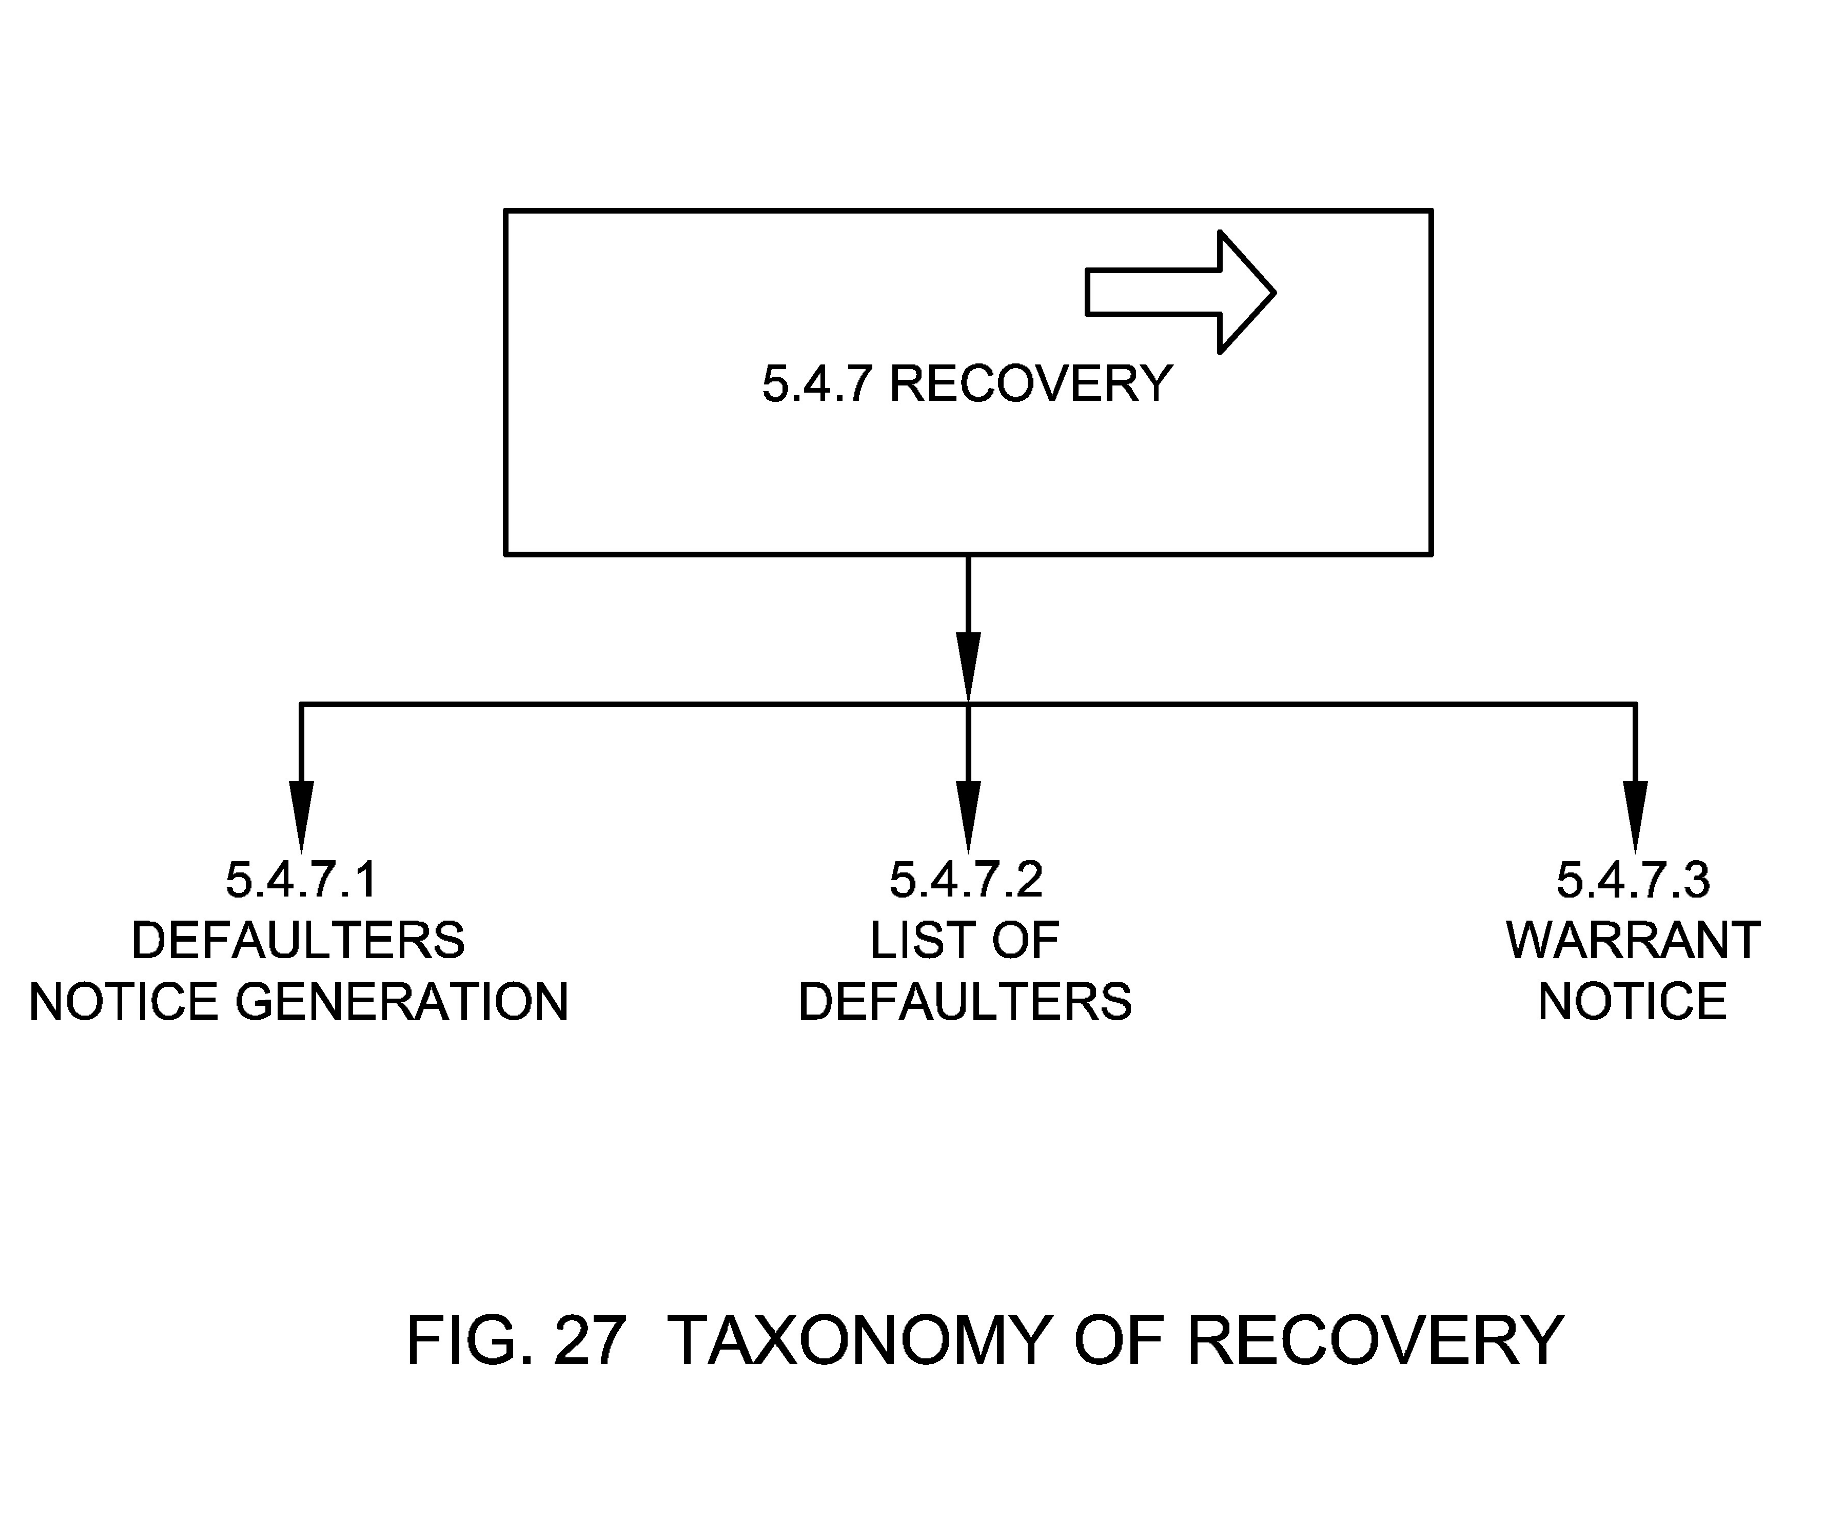 5.4.7 RECOVERY
5.4.7.1
DEFAULTERS
NOTICE GENERATION
5.4.7.2
LIST OF
DEFAULTERS
5.4.7.3
WARRANT
NOTICE
FIG. 27  TAXONOMY OF RECOVERY